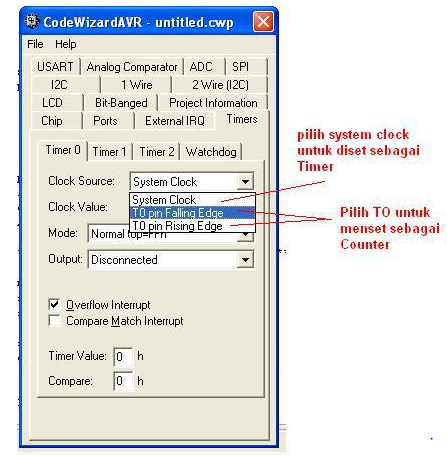 CodeWizardAVR - untitled.cwp
File Help
USART Analog Comparator ADC SPI
I2C 1 Wire 2 Wire (I2C)
LCD Bit-Banged Project Information
Chip Ports External IRQ Timers
Timer 0 Timer 1 Timer 2 Watchdog
Clock Source: System Clock
System Clock
Clock Value: T0 pin Falling Edge
T0 pin Rising Edge
Mode: Normal top=FFh
Output: Disconnected
Overflow Interrupt
Compare Match Interrupt
Timer Value: 0 h
Compare: 0 h
pilih system clock
untuk diset sebagai
Timer
Pilih TO untuk
menset sebagai
Counter